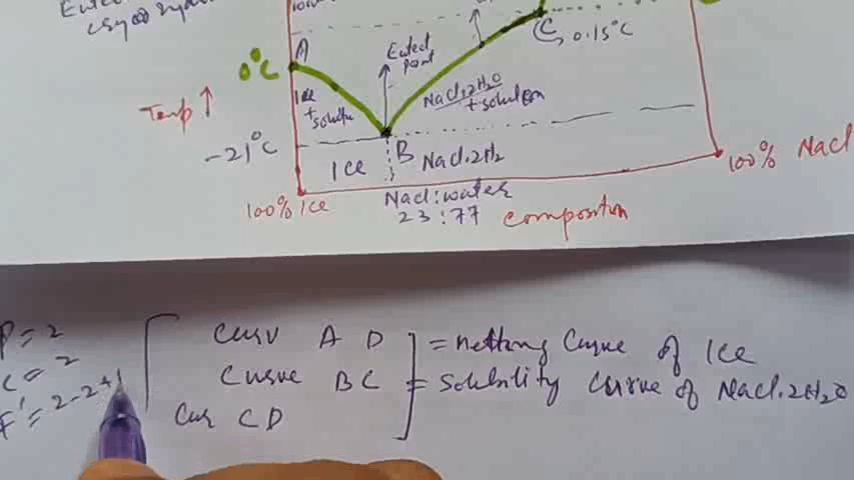 0°C
A
Eutect
point
C
0.15°C
Temp ↑
Ice
+
NaCl.2H2O
+ solution
-21°C
Ice
B
NaCl.2H2
100% Ice
NaCl:water
23:77
Composition
100% NaCl
P = 2
C = 2
F' = 2-2+1
Curv A D = Melting Curve of Ice
Curve BC = Solubility Curve of NaCl.2H2O
Cur CD